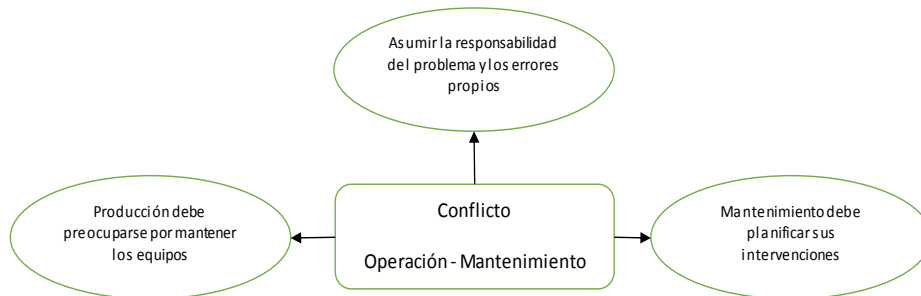 Asumir la responsabilidad
del problema y los errores
propios
Producción debe
preocuparse por mantener
los equipos
Conflicto
Operación - Mantenimiento
Mantenimiento debe
planificar sus
intervenciones